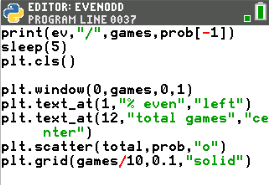 EDITOR: EVENODD
PROGRAM LINE 0037
print(ev,"/",games,prob[-1])
sleep(5)
plt.cls()
plt.window(0,games,0,1)
plt.text_at(1,"% even","left")
plt.text_at(12,"total games","ce
nter")
plt.scatter(total,prob,"o")
plt.grid(games/10,0.1,"solid")